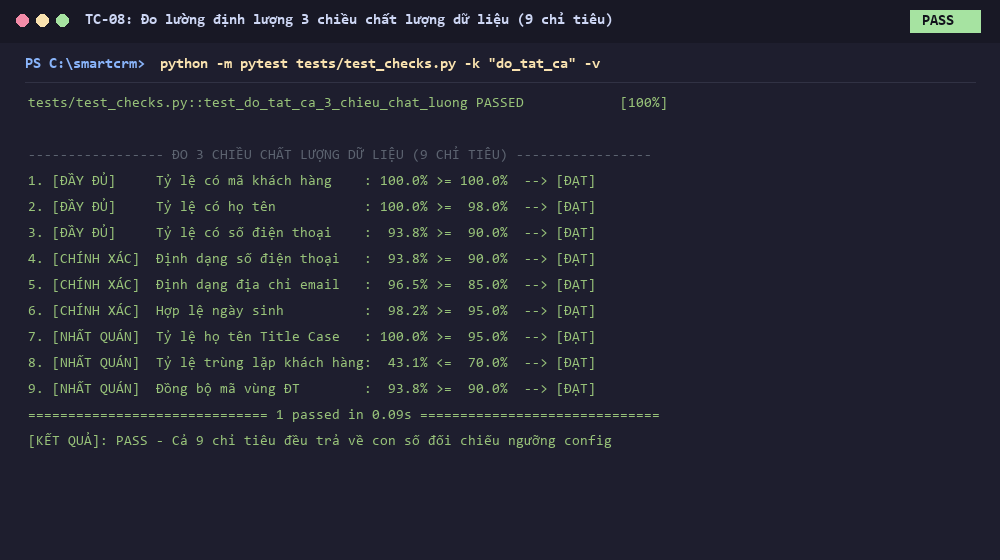 TC-08: Đo lường định lượng 3 chiều chất lượng dữ liệu (9 chỉ tiêu)
PASS
PS C:\smartcrm> python -m pytest tests/test_checks.py -k "do_tat_ca" -v
tests/test_checks.py::test_do_tat_ca_3_chieu_chat_luong PASSED            [100%]
----------------- ĐO 3 CHIỀU CHẤT LƯỢNG DỮ LIỆU (9 CHỈ TIÊU) -----------------
1. [ĐẦY ĐỦ]     Tỷ lệ có mã khách hàng    : 100.0% >= 100.0%  --> [ĐẠT]
2. [ĐẦY ĐỦ]     Tỷ lệ có họ tên           : 100.0% >=  98.0%  --> [ĐẠT]
3. [ĐẦY ĐỦ]     Tỷ lệ có số điện thoại    :  93.8% >=  90.0%  --> [ĐẠT]
4. [CHÍNH XÁC]  Định dạng số điện thoại   :  93.8% >=  90.0%  --> [ĐẠT]
5. [CHÍNH XÁC]  Định dạng địa chỉ email   :  96.5% >=  85.0%  --> [ĐẠT]
6. [CHÍNH XÁC]  Hợp lệ ngày sinh          :  98.2% >=  95.0%  --> [ĐẠT]
7. [NHẤT QUÁN]  Tỷ lệ họ tên Title Case   : 100.0% >=  95.0%  --> [ĐẠT]
8. [NHẤT QUÁN]  Tỷ lệ trùng lặp khách hàng:  43.1% <=  70.0%  --> [ĐẠT]
9. [NHẤT QUÁN]  Đồng bộ mã vùng ĐT        :  93.8% >=  90.0%  --> [ĐẠT]
============================== 1 passed in 0.09s ==============================
[KẾT QUẢ]: PASS - Cả 9 chỉ tiêu đều trả về con số đối chiếu ngưỡng config